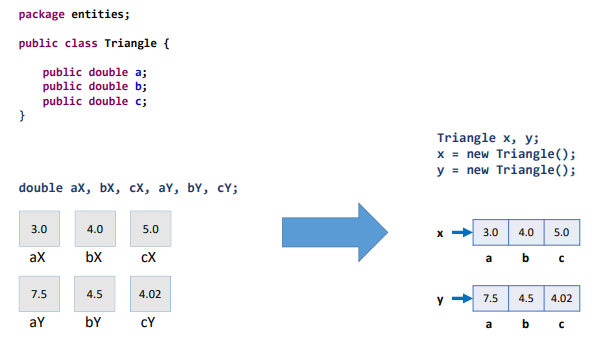 package entities;
public class Triangle {
public double a;
public double b;
public double c;
}
double aX, bX, cX, aY, bY, cY;
3.0 4.0 5.0
aX bX cX
7.5 4.5 4.02
aY bY cY
Triangle x, y;
x = new Triangle();
y = new Triangle();
x 3.0 4.0 5.0
a b c
y 7.5 4.5 4.02
a b c